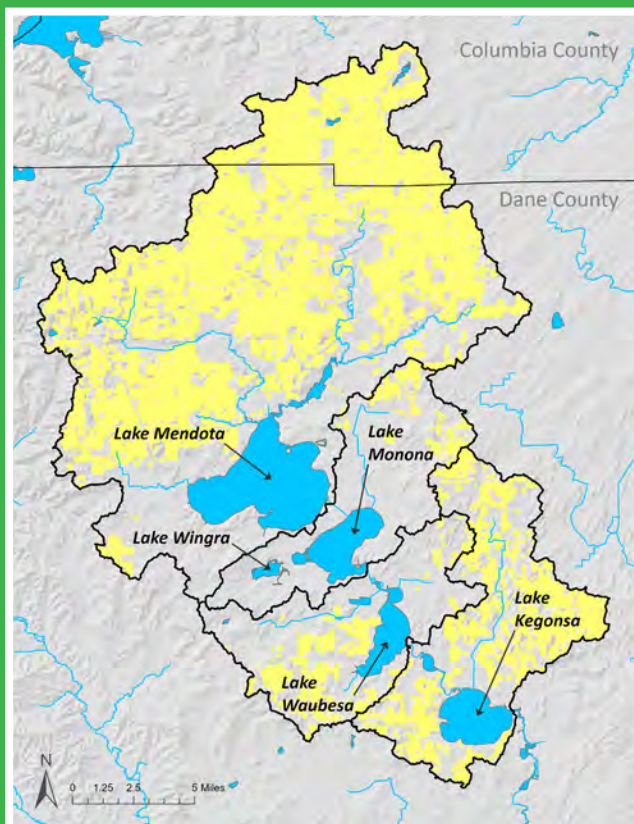 Columbia County
Dane County
Lake Mendota
Lake
Monona
Lake Wingra
Lake
Kegonsa
Lake
Waubesa
N
0 1.25 2.5 5 Miles